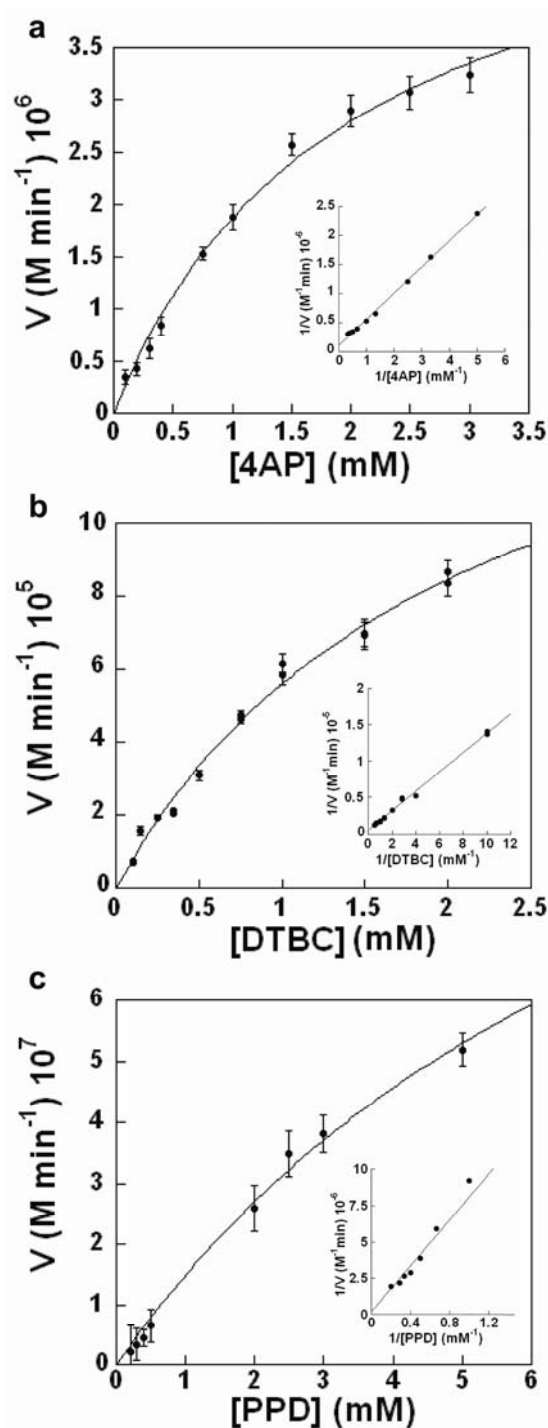 a
V (M min⁻¹) 10⁶
3.5
3
2.5
2
1.5
1
0.5
0
0 0.5 1 1.5 2 2.5 3 3.5
[4AP] (mM)
1/V (M⁻¹min) 10⁻⁶
2.5
2
1.5
1
0.5
0
0 1 2 3 4 5 6
1/[4AP] (mM⁻¹)
b
V (M min⁻¹) 10⁵
10
8
6
4
2
0
0 0.5 1 1.5 2 2.5
[DTBC] (mM)
1/V (M⁻¹min) 10⁻⁵
2
1.5
1
0.5
0
0 2 4 6 8 10 12
1/[DTBC] (mM⁻¹)
c
V (M min⁻¹) 10⁷
6
5
4
3
2
1
0
0 1 2 3 4 5 6
[PPD] (mM)
1/V (M⁻¹min) 10⁻⁶
10
7.5
5
2.5
0
0 0.4 0.8 1.2
1/[PPD] (mM⁻¹)